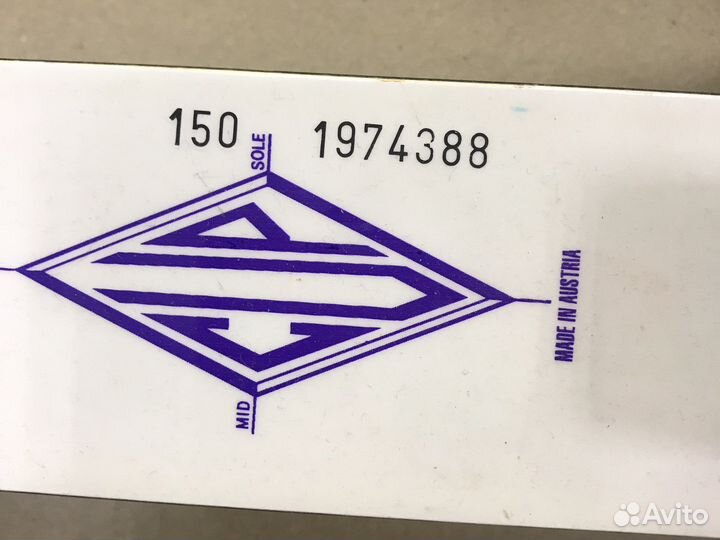 150 1974388
SOLE
MID
MADE IN AUSTRIA
Avito